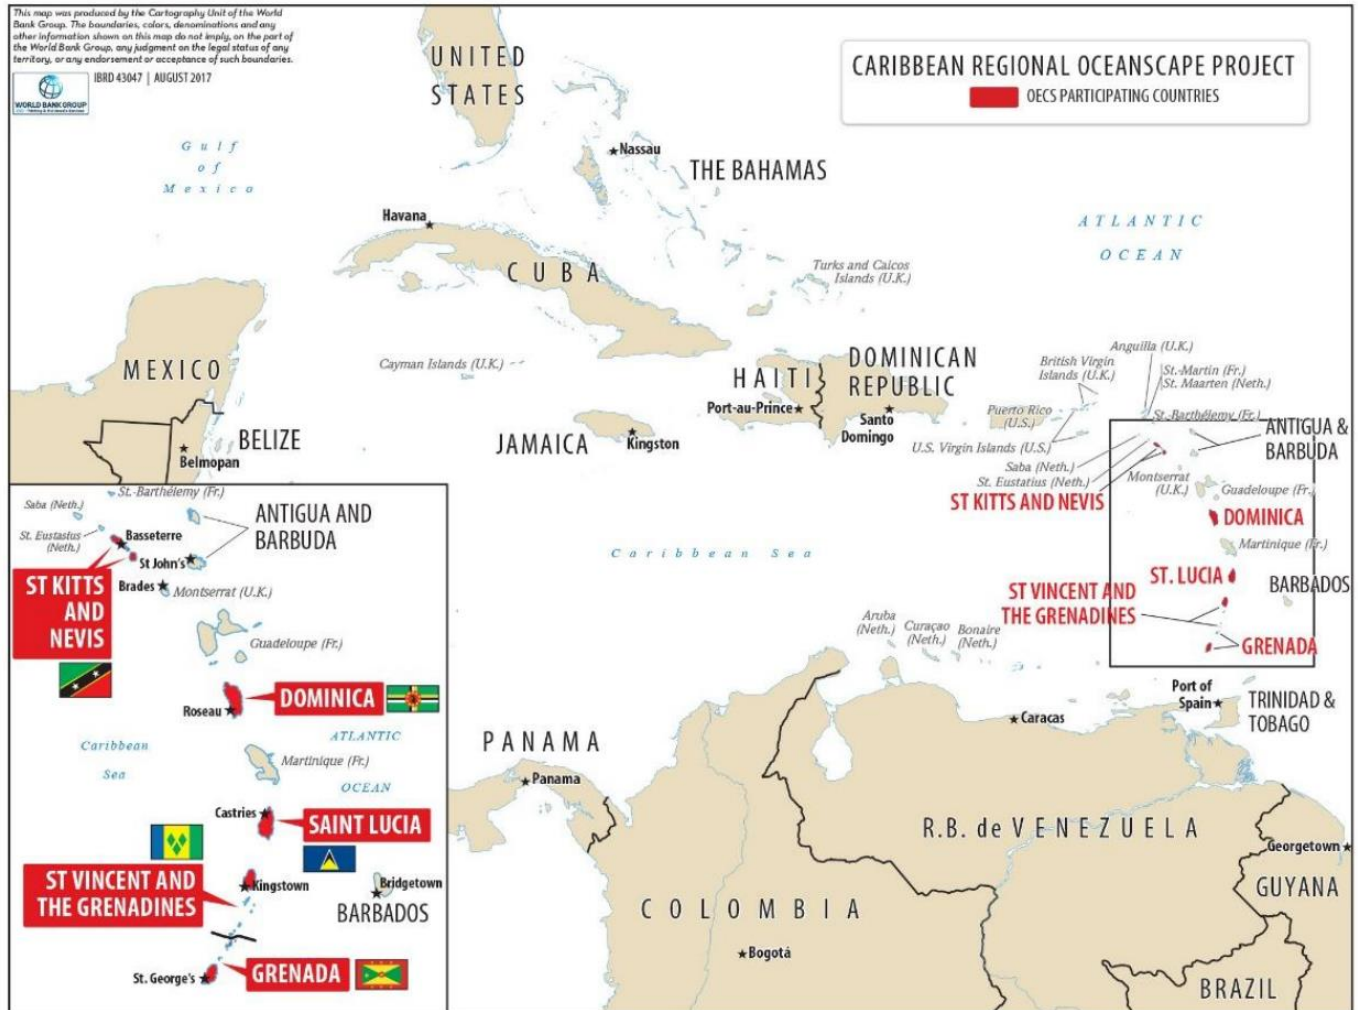 This map was produced by the Cartography Unit of the World
Bank Group. The boundaries, colors, denominations and any
other information shown on this map do not imply, on the part of
the World Bank Group, any judgment on the legal status of any
territory, or any endorsement or acceptance of such boundaries.
WORLD BANK GROUP
IBRD 43047 | AUGUST 2017
CARIBBEAN REGIONAL OCEANSCAPE PROJECT
OECS PARTICIPATING COUNTRIES
UNITED
STATES
Gulf
of
Mexico
Nassau
THE BAHAMAS
Havana
CUBA
ATLANTIC
OCEAN
Turks and Caicos
Islands (U.K.)
MEXICO
Cayman Islands (U.K.)
HAITI
Port-au-Prince
DOMINICAN
REPUBLIC
Santo
Domingo
JAMAICA
Kingston
BELIZE
Belmopan
Puerto Rico
(U.S.)
British Virgin
Islands (U.K.)
Anguilla (U.K.)
St.-Martin (Fr.)
St. Maarten (Neth.)
St.-Barthélemy (Fr.)
U.S. Virgin Islands (U.S.)
Saba (Neth.)
St. Eustatius (Neth.)
ST KITTS AND NEVIS
ANTIGUA &
BARBUDA
Montserrat
(U.K.)
Guadeloupe (Fr.)
DOMINICA
Martinique (Fr.)
ST. LUCIA
BARBADOS
ST VINCENT AND
THE GRENADINES
GRENADA
Caribbean Sea
Aruba
(Neth.)
Curaçao
(Neth.)
Bonaire
(Neth.)
Port of
Spain
TRINIDAD &
TOBAGO
Caracas
PANAMA
Panama
R.B. de VENEZUELA
Georgetown
GUYANA
COLOMBIA
Bogotá
BRAZIL
St.-Barthélemy (Fr.)
Saba (Neth.)
St. Eustasius
(Neth.)
Basseterre
ANTIGUA AND
BARBUDA
St John's
ST KITTS
AND
NEVIS
Brades
Montserrat (U.K.)
Guadeloupe (Fr.)
DOMINICA
Roseau
Caribbean
Sea
ATLANTIC
OCEAN
Martinique (Fr.)
Castries
SAINT LUCIA
ST VINCENT AND
THE GRENADINES
Kingstown
Bridgetown
BARBADOS
St. George's
GRENADA